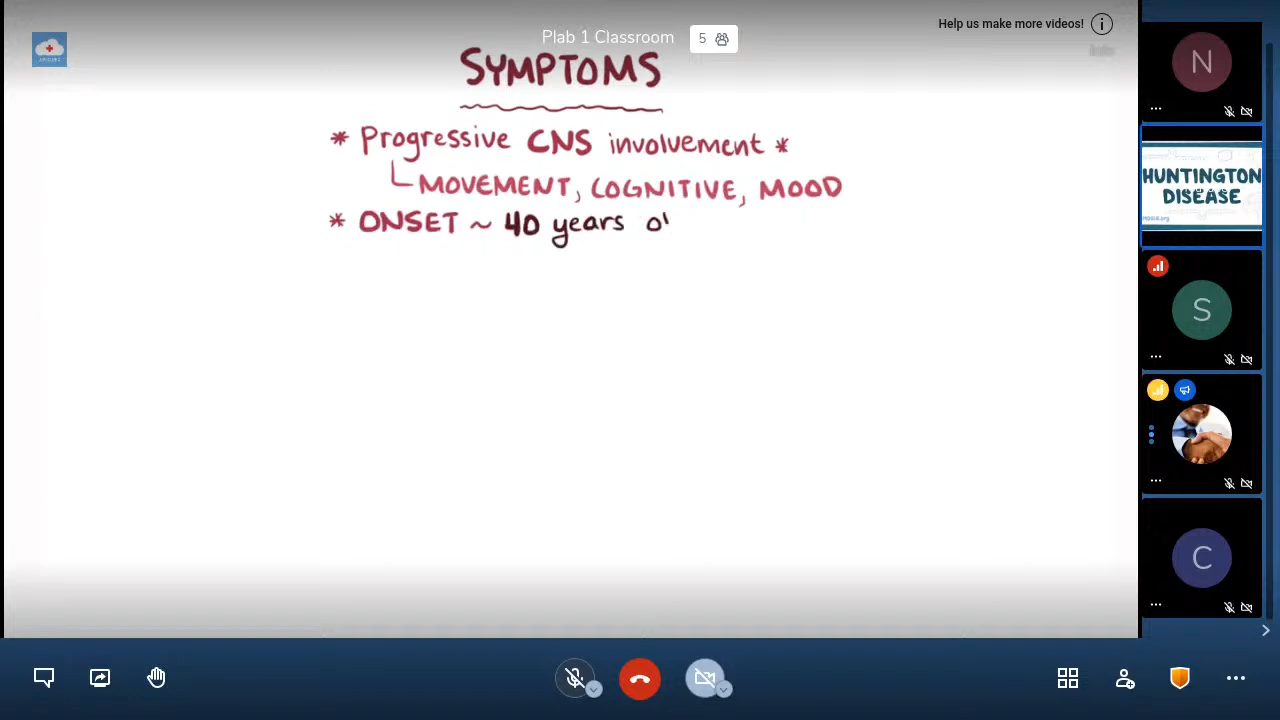 Help us make more videos!
Plab 1 Classroom
5
SYMPTOMS
* Progressive CNS involvement *
MOVEMENT, COGNITIVE, MOOD
* ONSET ~ 40 years
N
HUNTINGTON
DISEASE
S
C